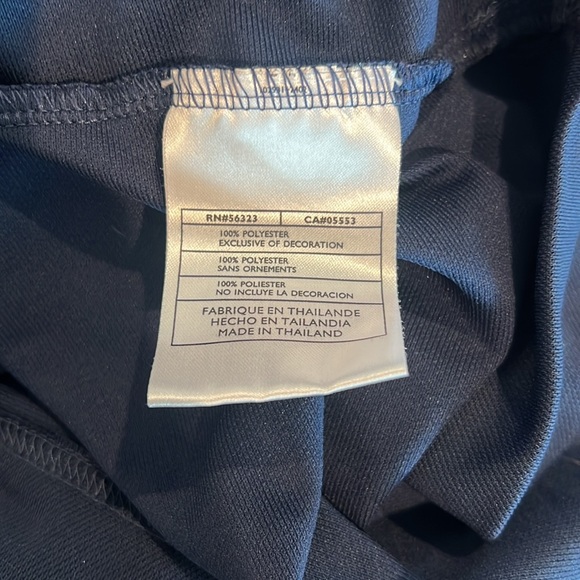 RN#56323 CA#05553
100% POLYESTER
EXCLUSIVE OF DECORATION
100% POLYESTER
SANS ORNEMENTS
100% POLIESTER
NO INCLUYE LA DECORACION
FABRIQUE EN THAILANDE
HECHO EN TAILANDIA
MADE IN THAILAND